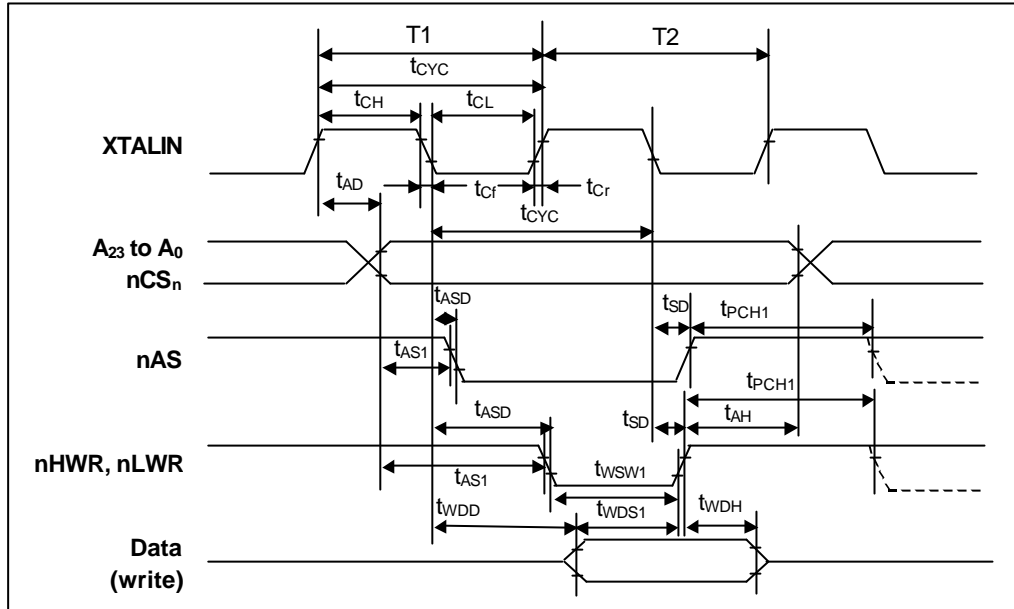 T1 T2
tCYC
tCH tCL
XTALIN
tAD tCf tCr
tCYC
A23 to A0
nCSn
tASD tSD tPCH1
nAS
tAS1
tPCH1
tASD tSD tAH
nHWR, nLWR
tAS1 tWSW1
tWDD tWDS1 tWDH
Data
(write)